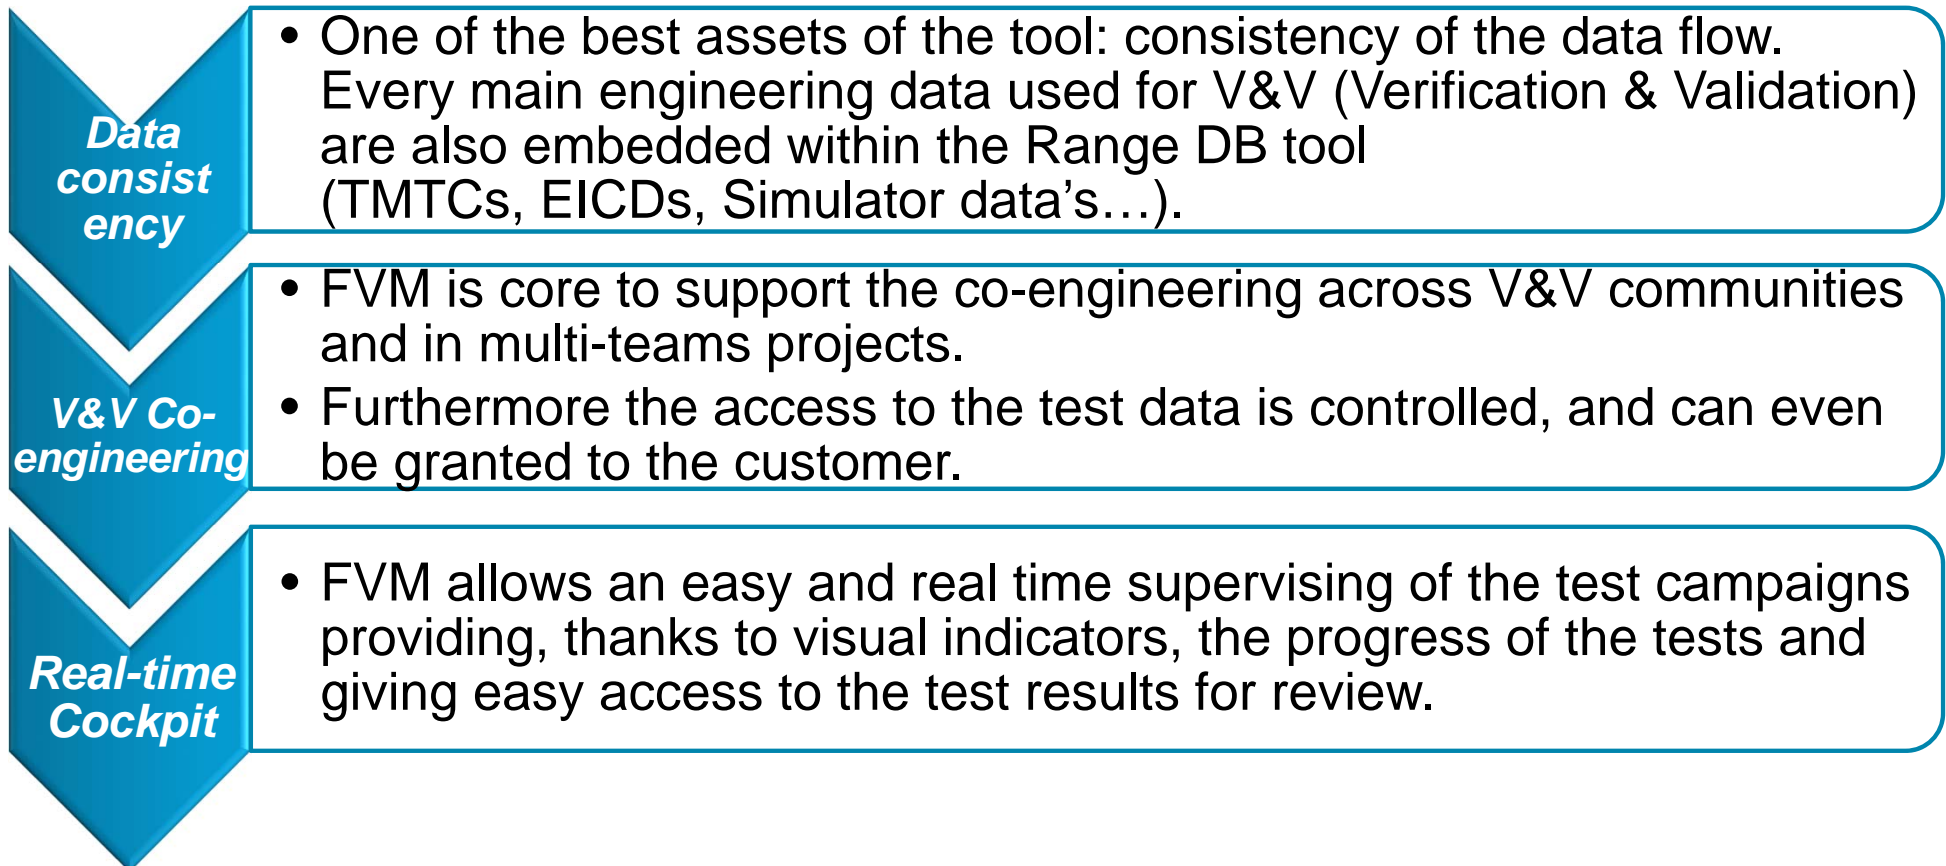 Data
consist
ency
• One of the best assets of the tool: consistency of the data flow.
Every main engineering data used for V&V (Verification & Validation)
are also embedded within the Range DB tool
(TMTCs, EICDs, Simulator data’s…).
V&V Co-
engineering
• FVM is core to support the co-engineering across V&V communities
and in multi-teams projects.
• Furthermore the access to the test data is controlled, and can even
be granted to the customer.
Real-time
Cockpit
• FVM allows an easy and real time supervising of the test campaigns
providing, thanks to visual indicators, the progress of the tests and
giving easy access to the test results for review.